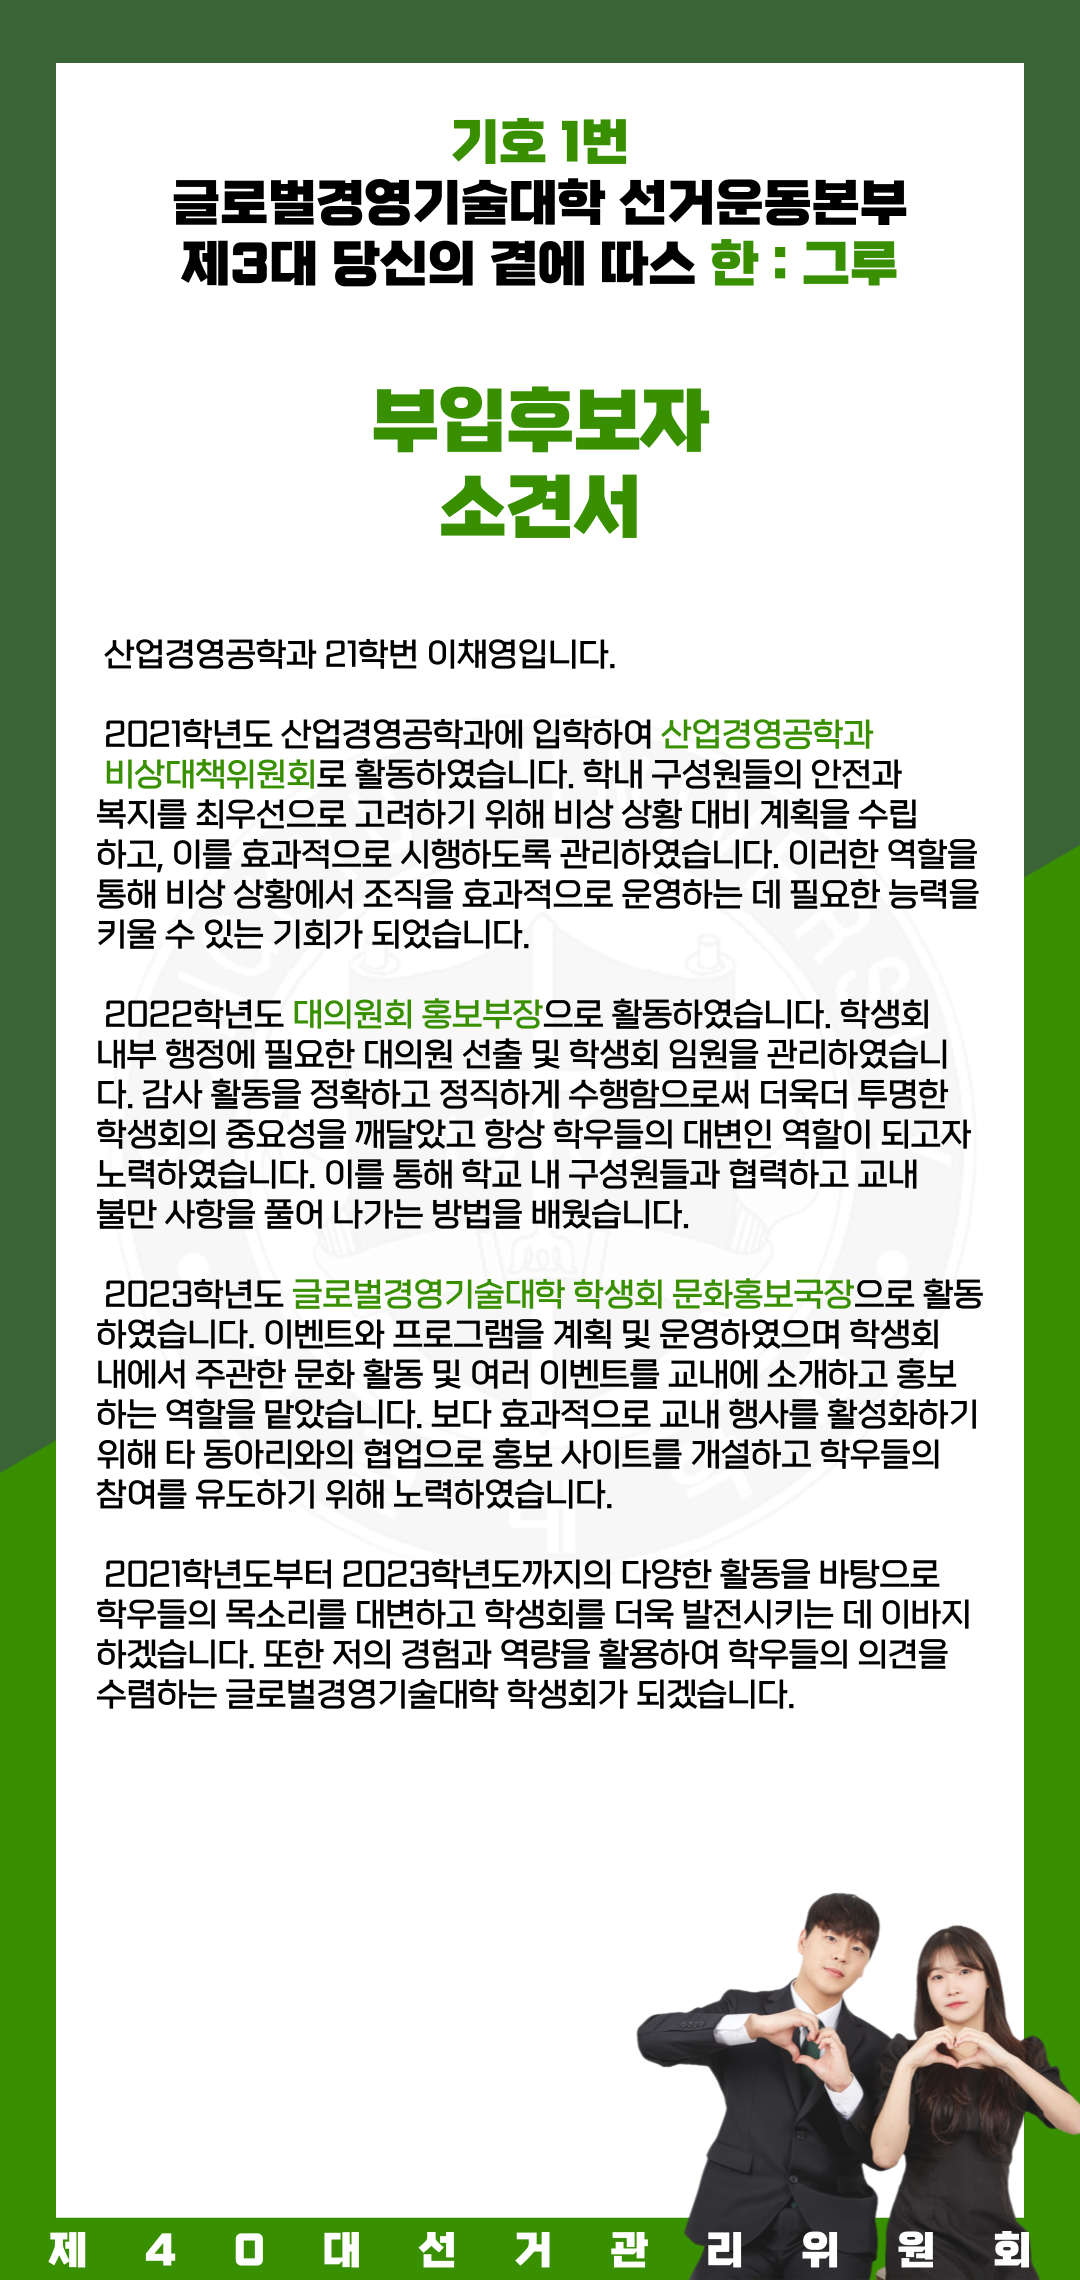 기호 1번
글로벌경영기술대학 선거운동본부
제3대 당신의 곁에 따스 한 : 그루
부입후보자
소견서
산업경영공학과 21학번 이채영입니다.
2021학년도 산업경영공학과에 입학하여 산업경영공학과
비상대책위원회로 활동하였습니다. 학내 구성원들의 안전과
복지를 최우선으로 고려하기 위해 비상 상황 대비 계획을 수립
하고, 이를 효과적으로 시행하도록 관리하였습니다. 이러한 역할을
통해 비상 상황에서 조직을 효과적으로 운영하는 데 필요한 능력을
키울 수 있는 기회가 되었습니다.
2022학년도 대의원회 홍보부장으로 활동하였습니다. 학생회
내부 행정에 필요한 대의원 선출 및 학생회 임원을 관리하였습니
다. 감사 활동을 정확하고 정직하게 수행함으로써 더욱더 투명한
학생회의 중요성을 깨달았고 항상 학우들의 대변인 역할이 되고자
노력하였습니다. 이를 통해 학교 내 구성원들과 협력하고 교내
불만 사항을 풀어 나가는 방법을 배웠습니다.
2023학년도 글로벌경영기술대학 학생회 문화홍보국장으로 활동
하였습니다. 이벤트와 프로그램을 계획 및 운영하였으며 학생회
내에서 주관한 문화 활동 및 여러 이벤트를 교내에 소개하고 홍보
하는 역할을 맡았습니다. 보다 효과적으로 교내 행사를 활성화하기
위해 타 동아리와의 협업으로 홍보 사이트를 개설하고 학우들의
참여를 유도하기 위해 노력하였습니다.
2021학년도부터 2023학년도까지의 다양한 활동을 바탕으로
학우들의 목소리를 대변하고 학생회를 더욱 발전시키는 데 이바지
하겠습니다. 또한 저의 경험과 역량을 활용하여 학우들의 의견을
수렴하는 글로벌경영기술대학 학생회가 되겠습니다.
제40대선거관리위원회